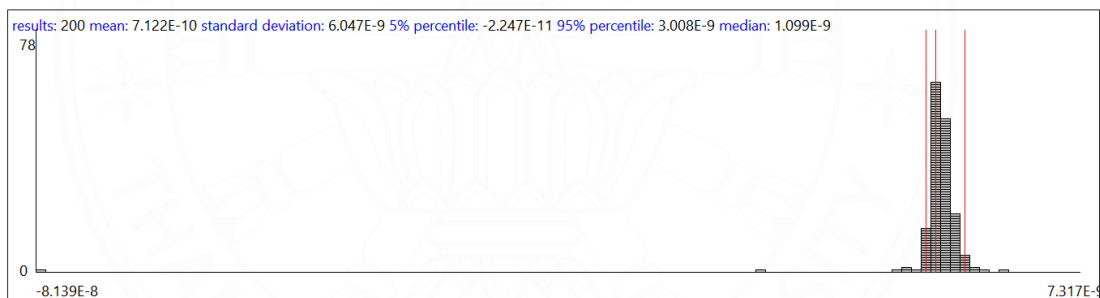 results: 200 mean: 7.122E-10 standard deviation: 6.047E-9 5% percentile: -2.247E-11 95% percentile: 3.008E-9 median: 1.099E-9
78
0
-8.139E-8 7.317E-9